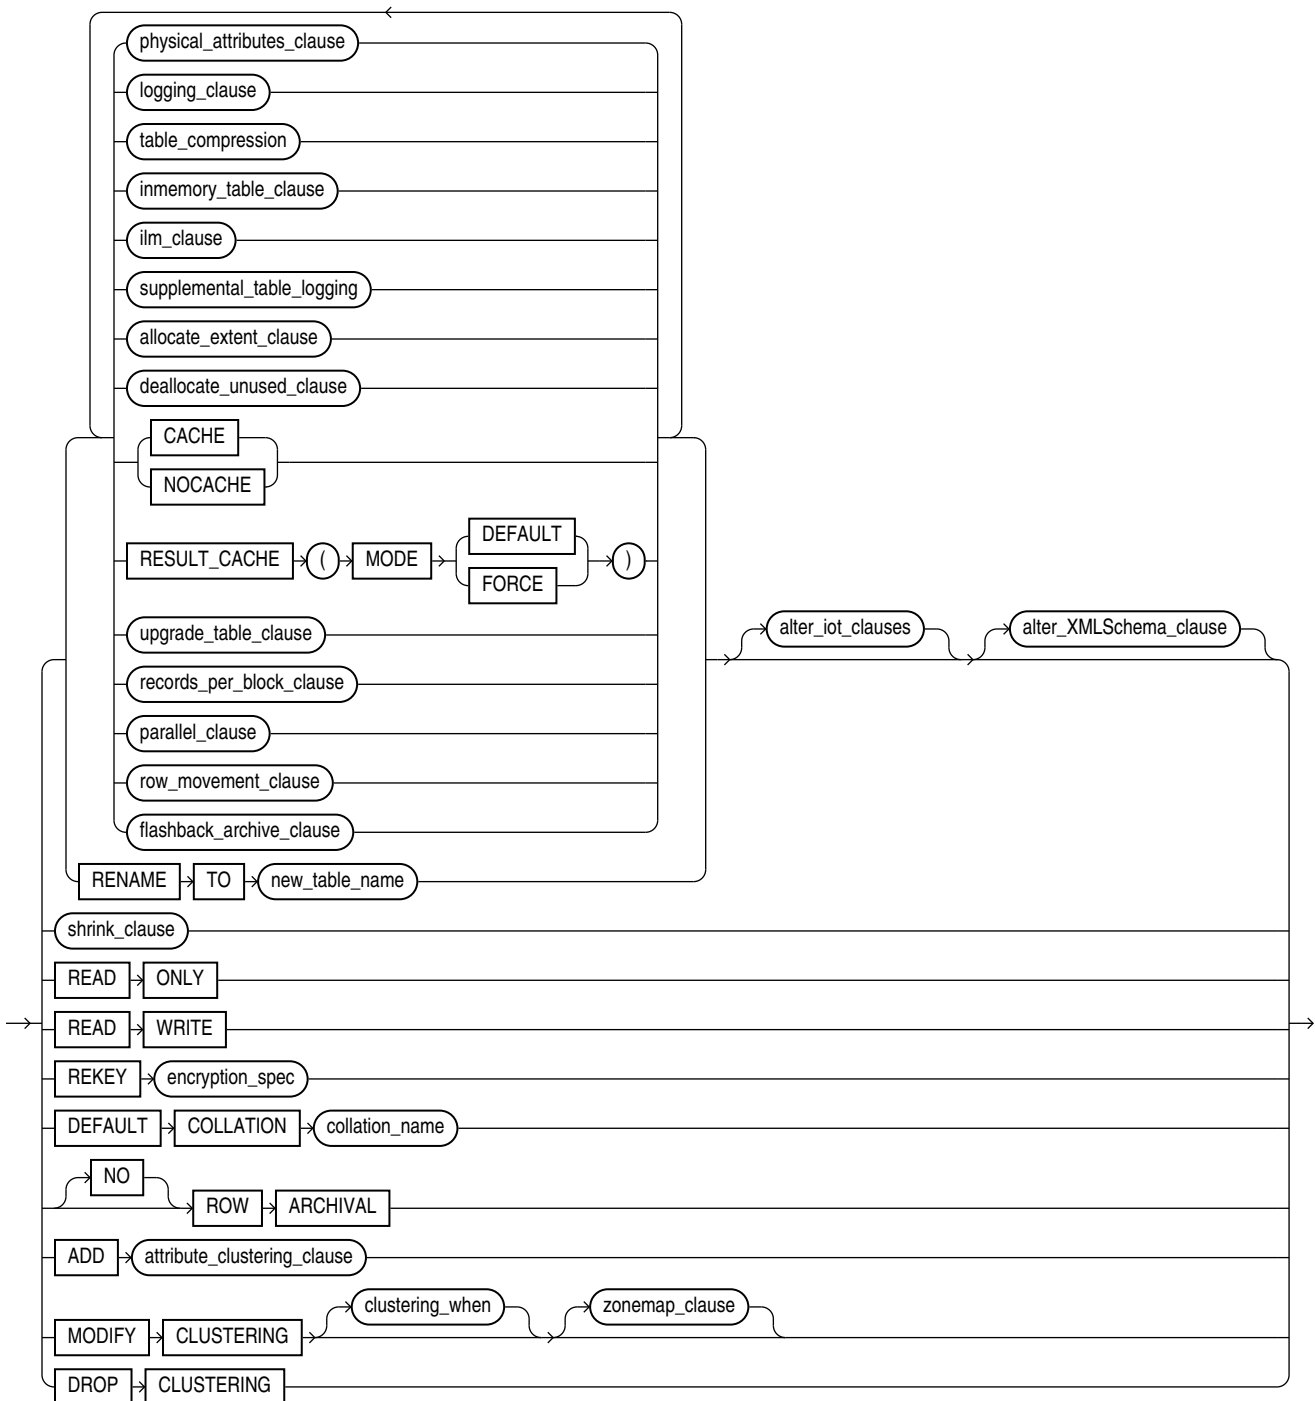 physical_attributes_clause
logging_clause
table_compression
inmemory_table_clause
ilm_clause
supplemental_table_logging
allocate_extent_clause
deallocate_unused_clause
CACHE
NOCACHE
DEFAULT
RESULT_CACHE ( MODE )
FORCE
upgrade_table_clause
alter_iot_clauses alter_XMLSchema_clause
records_per_block_clause
parallel_clause
row_movement_clause
flashback_archive_clause
RENAME TO new_table_name
shrink_clause
READ ONLY
READ WRITE
REKEY encryption_spec
DEFAULT COLLATION collation_name
NO
ROW ARCHIVAL
ADD attribute_clustering_clause
clustering_when zonemap_clause
MODIFY CLUSTERING
DROP CLUSTERING